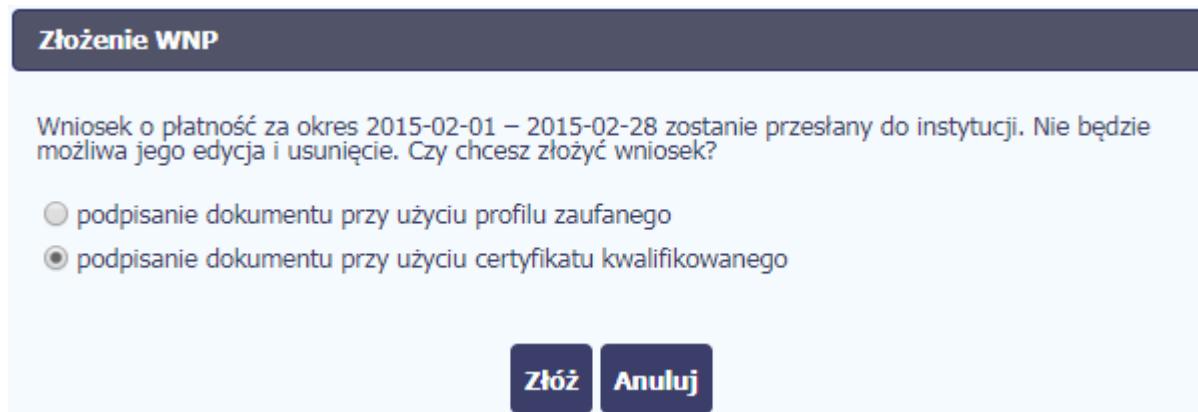 Złożenie WNP
Wniosek o płatność za okres 2015-02-01 – 2015-02-28 zostanie przesłany do instytucji. Nie będzie
możliwa jego edycja i usunięcie. Czy chcesz złożyć wniosek?
podpisanie dokumentu przy użyciu profilu zaufanego
podpisanie dokumentu przy użyciu certyfikatu kwalifikowanego
Złóż Anuluj